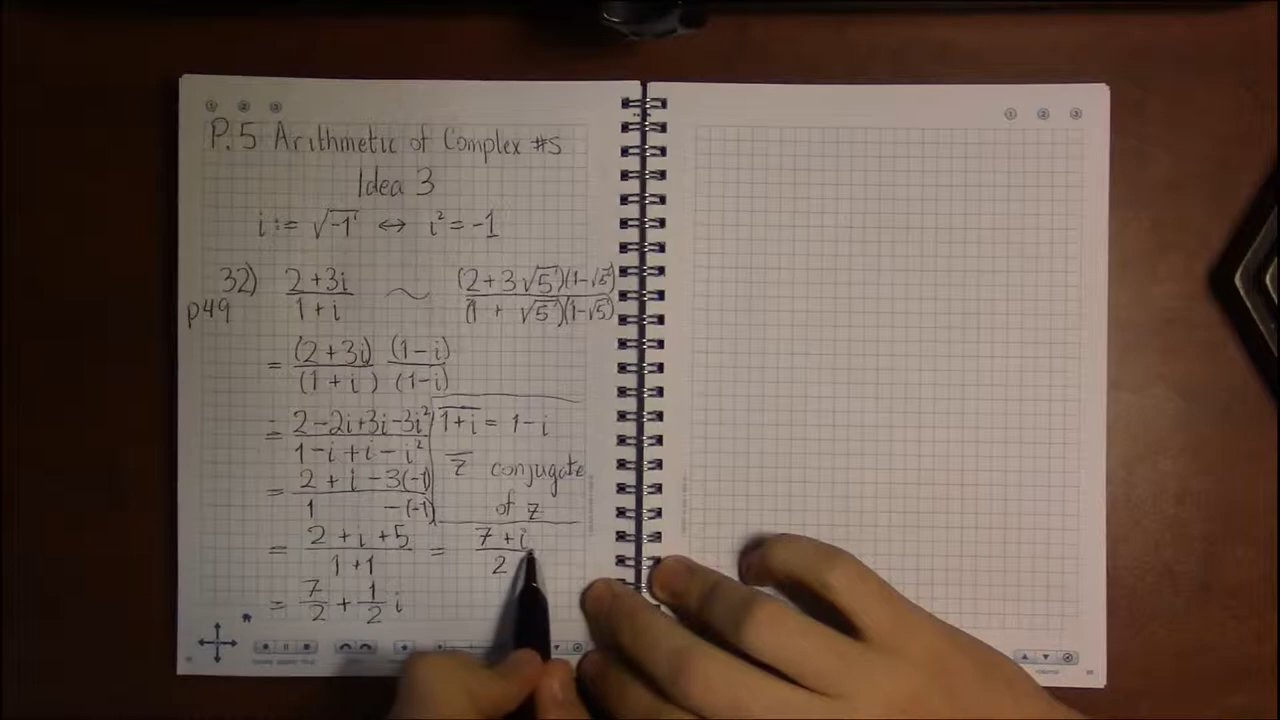 P.5 Arithmetic of Complex #s
Idea 3
i := √-1 ↔ i² = -1
32) (2+3i)/(1+i) ~ (2+3√5)(1-√5)/(1+√5)(1-√5)
p49
= (2+3i)/(1+i) (1-i)/(1-i)
= (2-2i+3i-3i²)/(1-i+i-i²)
= (2+i-3(-1))/(1 -(-1))
1+i̅ = 1-i
z̅ conjugate
of z
= (2+i+5)/(1+1) = (7+i)/2
= 7/2 + 1/2 i